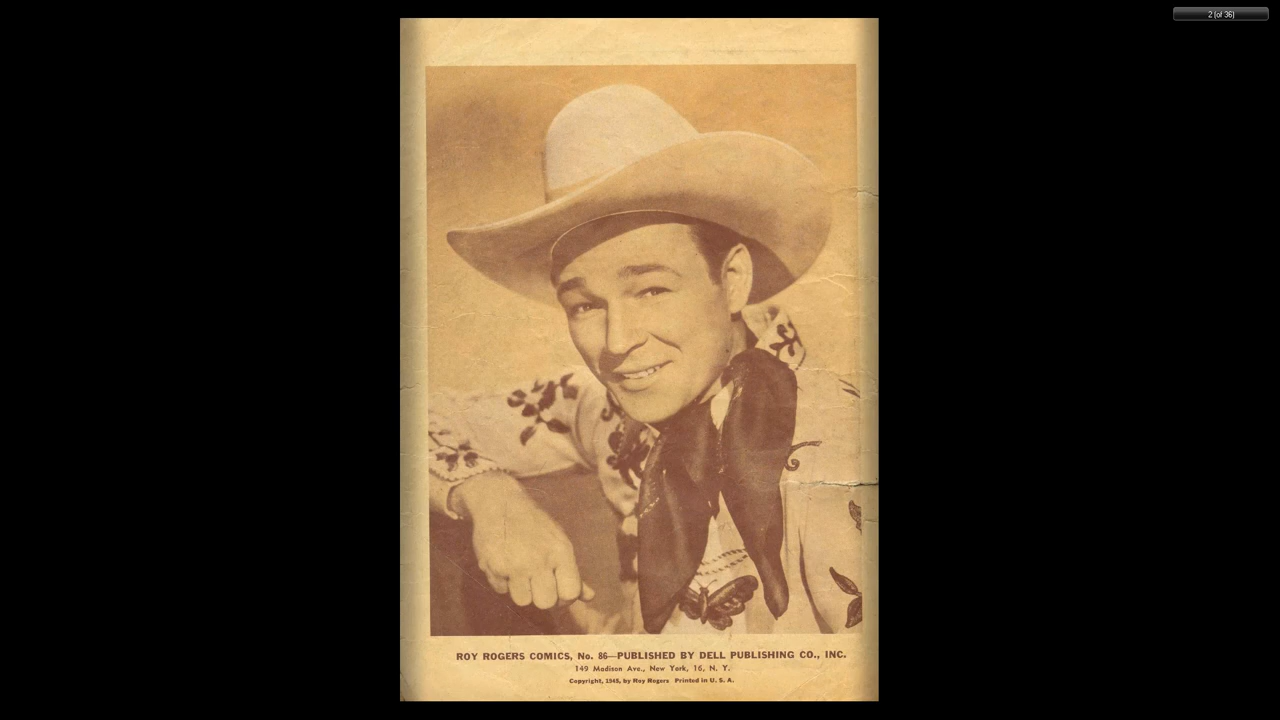 2 (of 36)
ROY ROGERS COMICS, No. 86—PUBLISHED BY DELL PUBLISHING CO., INC.
149 Madison Ave., New York, 16, N. Y.
Copyright, 1945, by Roy Rogers Printed in U. S. A.